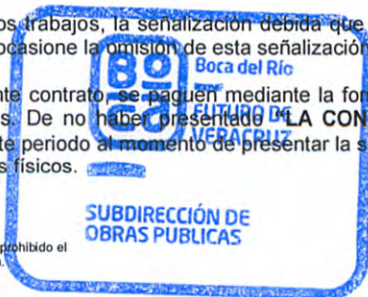 os trabajos, la señalización debida que
ocasione la omisión de esta señalización
nte contrato, se paguen mediante la for
s. De no haber presentado "LA CON
te periodo al momento de presentar la s
s físicos.
prohibido el
Boca del Río
FUTURO DE
VERACRUZ
SUBDIRECCIÓN DE
OBRAS PUBLICAS